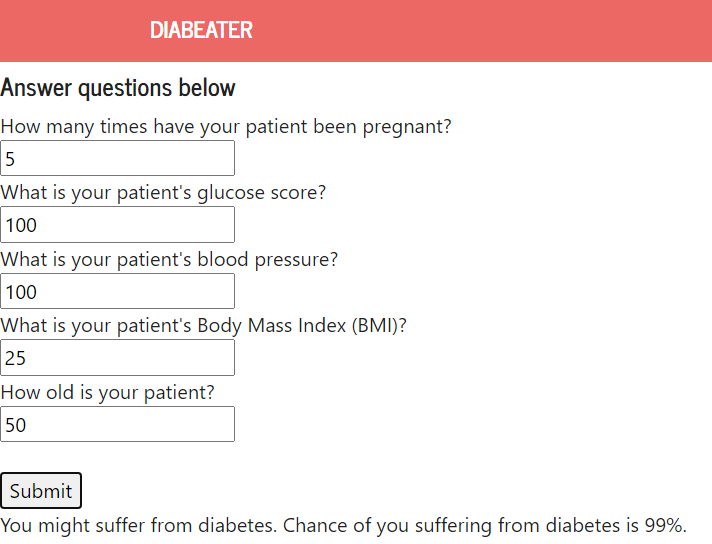 DIABEATER
Answer questions below
How many times have your patient been pregnant?
5
What is your patient's glucose score?
100
What is your patient's blood pressure?
100
What is your patient's Body Mass Index (BMI)?
25
How old is your patient?
50
Submit
You might suffer from diabetes. Chance of you suffering from diabetes is 99%.